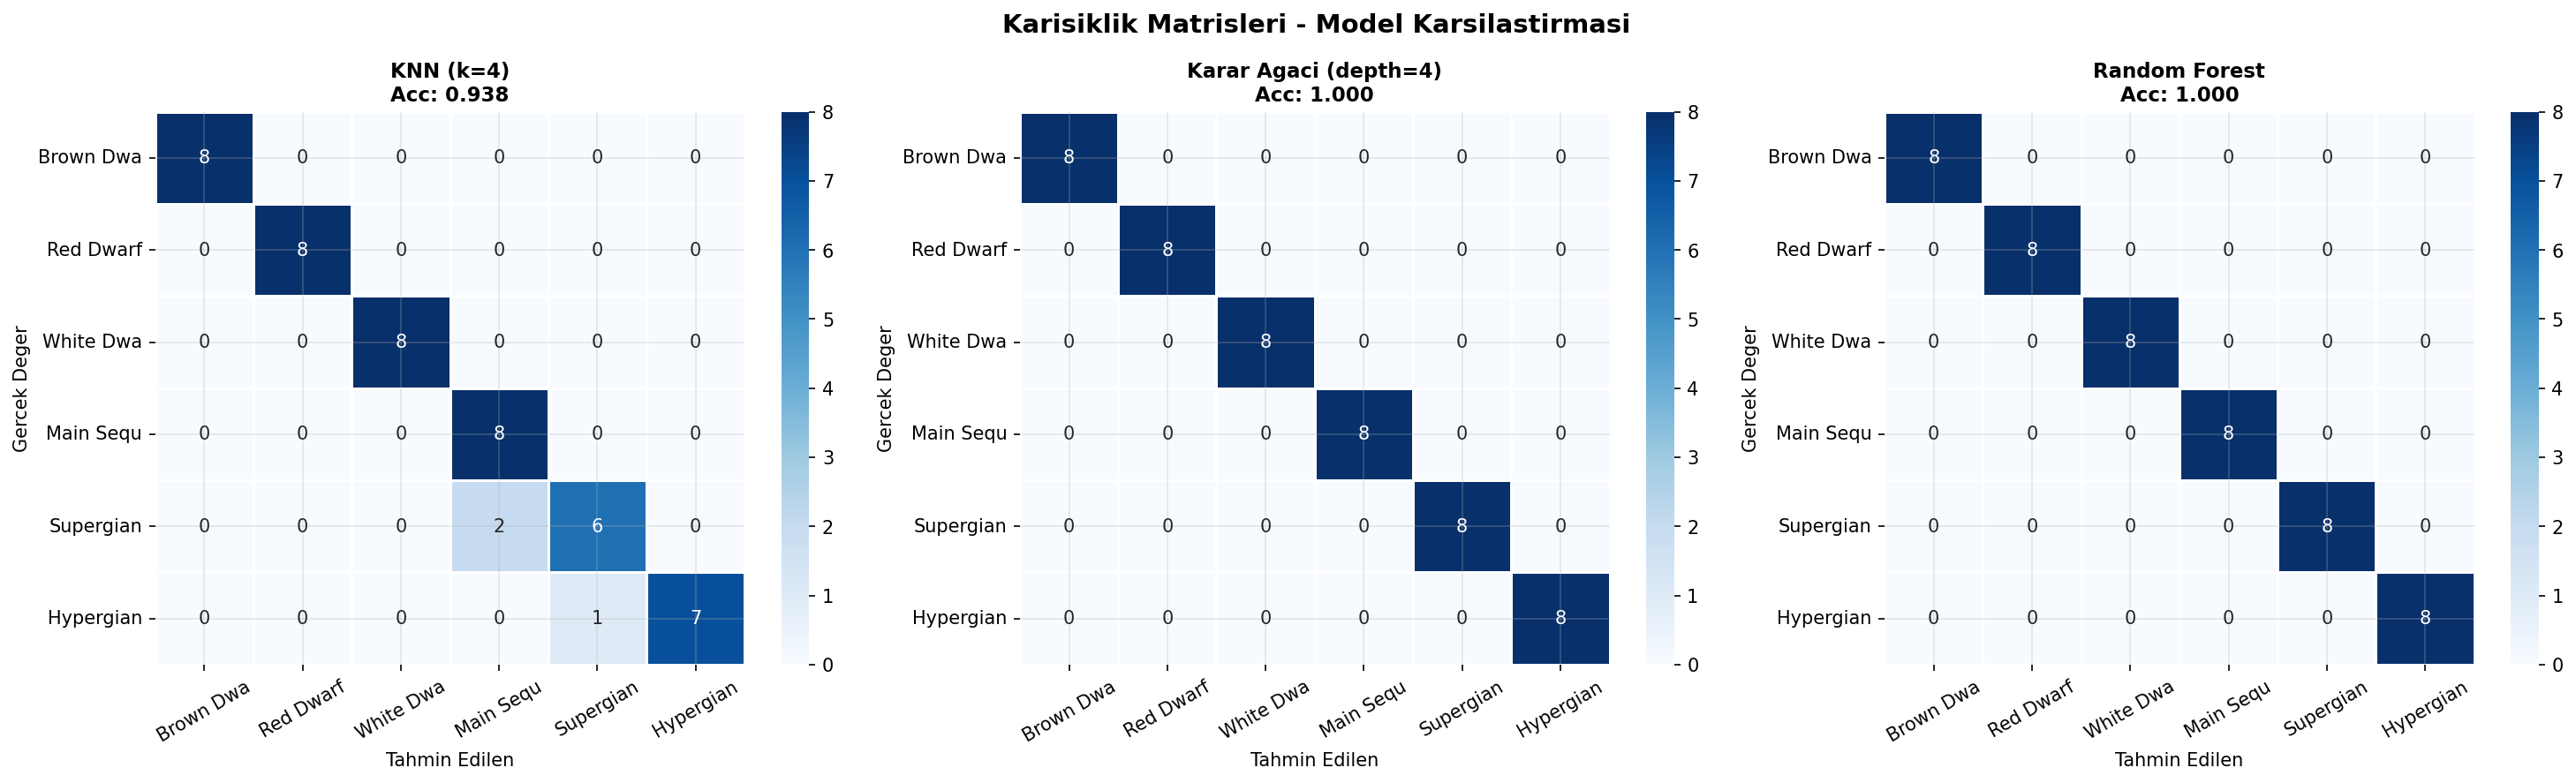 Karisiklik Matrisleri - Model Karsilastirmasi
KNN (k=4)
Acc: 0.938
Gercek Deger
Brown Dwa 8 0 0 0 0 0
Red Dwarf 0 8 0 0 0 0
White Dwa 0 0 8 0 0 0
Main Sequ 0 0 0 8 0 0
Supergian 0 0 0 2 6 0
Hypergian 0 0 0 0 1 7
Brown Dwa Red Dwarf White Dwa Main Sequ Supergian Hypergian
Tahmin Edilen
8
7
6
5
4
3
2
1
0
Karar Agaci (depth=4)
Acc: 1.000
Gercek Deger
Brown Dwa 8 0 0 0 0 0
Red Dwarf 0 8 0 0 0 0
White Dwa 0 0 8 0 0 0
Main Sequ 0 0 0 8 0 0
Supergian 0 0 0 0 8 0
Hypergian 0 0 0 0 0 8
Brown Dwa Red Dwarf White Dwa Main Sequ Supergian Hypergian
Tahmin Edilen
8
7
6
5
4
3
2
1
0
Random Forest
Acc: 1.000
Gercek Deger
Brown Dwa 8 0 0 0 0 0
Red Dwarf 0 8 0 0 0 0
White Dwa 0 0 8 0 0 0
Main Sequ 0 0 0 8 0 0
Supergian 0 0 0 0 8 0
Hypergian 0 0 0 0 0 8
Brown Dwa Red Dwarf White Dwa Main Sequ Supergian Hypergian
Tahmin Edilen
8
7
6
5
4
3
2
1
0